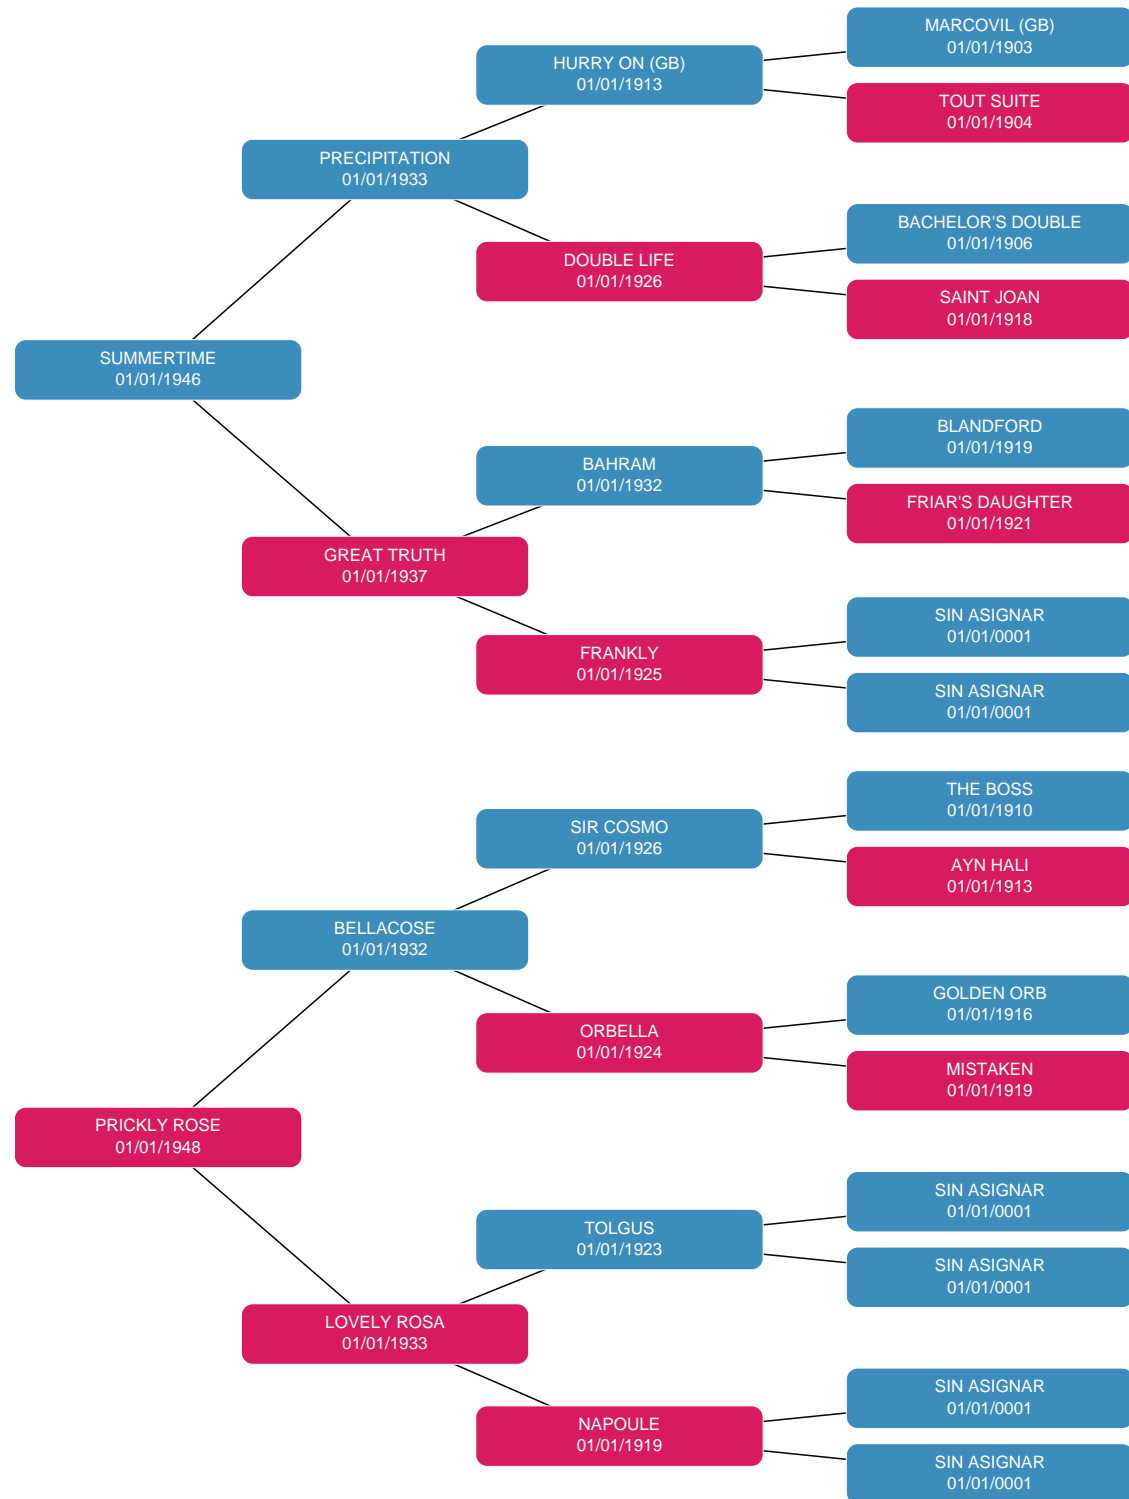 MARCOVIL (GB)
01/01/1903
HURRY ON (GB)
01/01/1913
TOUT SUITE
01/01/1904
PRECIPITATION
01/01/1933
BACHELOR'S DOUBLE
01/01/1906
DOUBLE LIFE
01/01/1926
SAINT JOAN
01/01/1918
SUMMERTIME
01/01/1946
BLANDFORD
01/01/1919
BAHRAM
01/01/1932
FRIAR'S DAUGHTER
01/01/1921
GREAT TRUTH
01/01/1937
SIN ASIGNAR
01/01/0001
FRANKLY
01/01/1925
SIN ASIGNAR
01/01/0001
THE BOSS
01/01/1910
SIR COSMO
01/01/1926
AYN HALI
01/01/1913
BELLACOSE
01/01/1932
GOLDEN ORB
01/01/1916
ORBELLA
01/01/1924
MISTAKEN
01/01/1919
PRICKLY ROSE
01/01/1948
SIN ASIGNAR
01/01/0001
TOLGUS
01/01/1923
SIN ASIGNAR
01/01/0001
LOVELY ROSA
01/01/1933
SIN ASIGNAR
01/01/0001
NAPOULE
01/01/1919
SIN ASIGNAR
01/01/0001